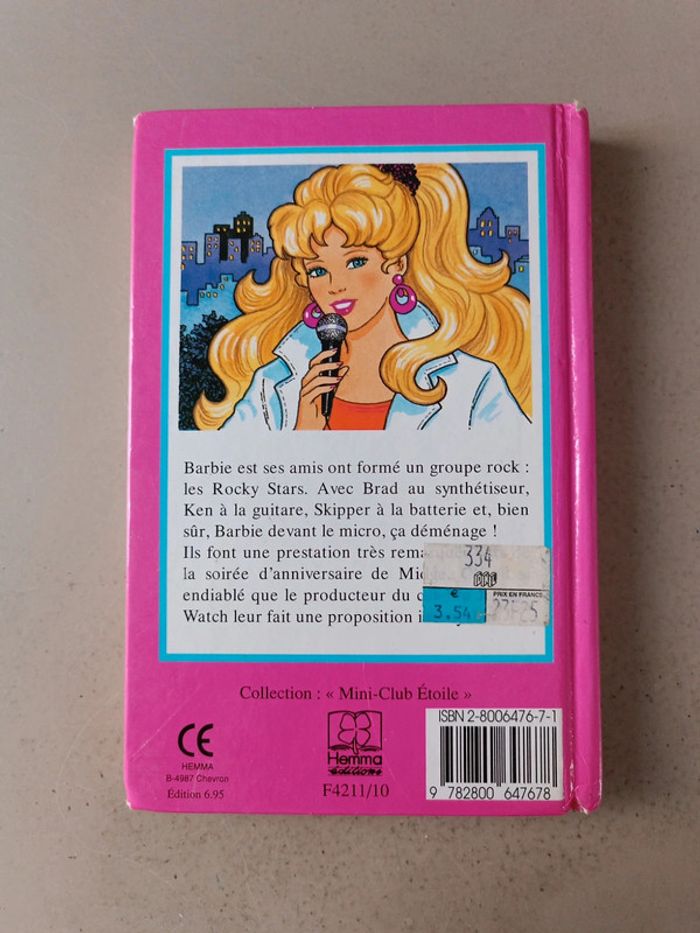 Barbie est ses amis ont formé un groupe rock :
les Rocky Stars. Avec Brad au synthétiseur,
Ken à la guitare, Skipper à la batterie et, bien
sûr, Barbie devant le micro, ça déménage !
Ils font une prestation très
la soirée d'anniversaire de
endiablé que le producteur du
Watch leur fait une proposition
334
€
3.54
PRIX EN FRANCE
23F25
Collection : « Mini-Club Étoile »
CE
HEMMA
B-4987 Chevron
Édition 6.95
Hemma
éditions
F4211/10
ISBN 2-8006476-7-1
9 782800 647678